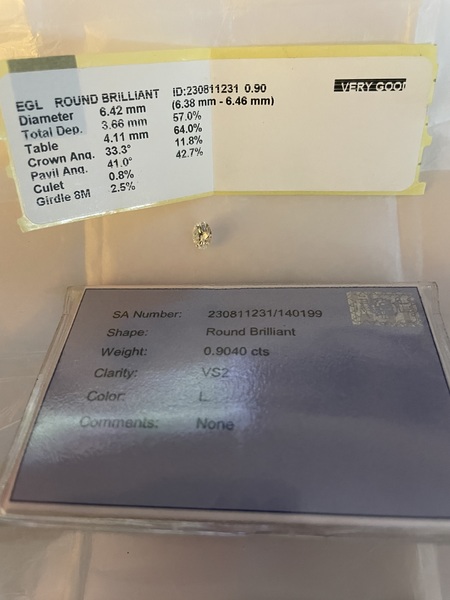 EGL ROUND BRILLIANT ID:230811231 0.90
Diameter 6.42 mm (6.38 mm - 6.46 mm)
Total Dep. 3.66 mm 57.0%
Table 4.11 mm 64.0%
Crown Ang. 33.3° 11.8%
Pavil Ang. 41.0° 42.7%
Culet 0.8%
Girdle SM 2.5%
VERY GOOD
SA Number: 230811231/140199
Shape: Round Brilliant
Weight: 0.9040 cts
Clarity: VS2
Color: L
Comments: None